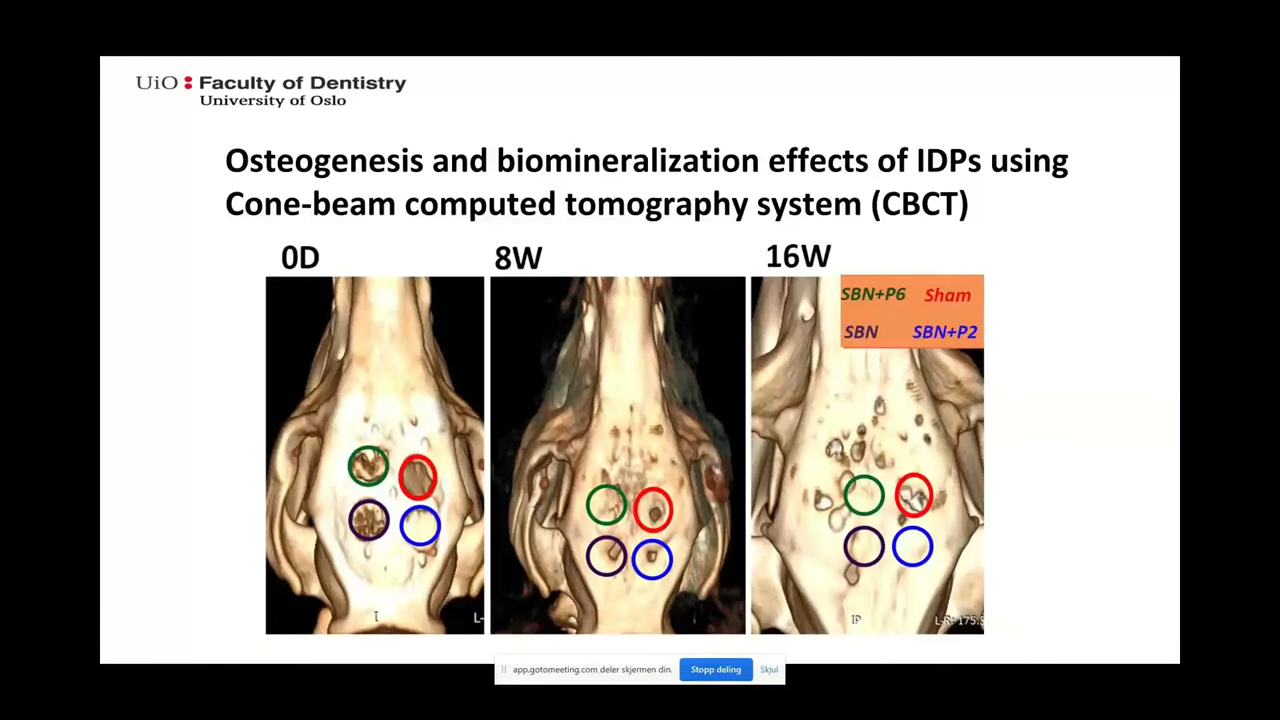 UiO : Faculty of Dentistry
University of Oslo
Osteogenesis and biomineralization effects of IDPs using
Cone-beam computed tomography system (CBCT)
0D
8W
16W
SBN+P6 Sham
SBN SBN+P2
I
L-
IP
app.gotomeeting.com deler skjermen din.
Stopp deling
Skjul